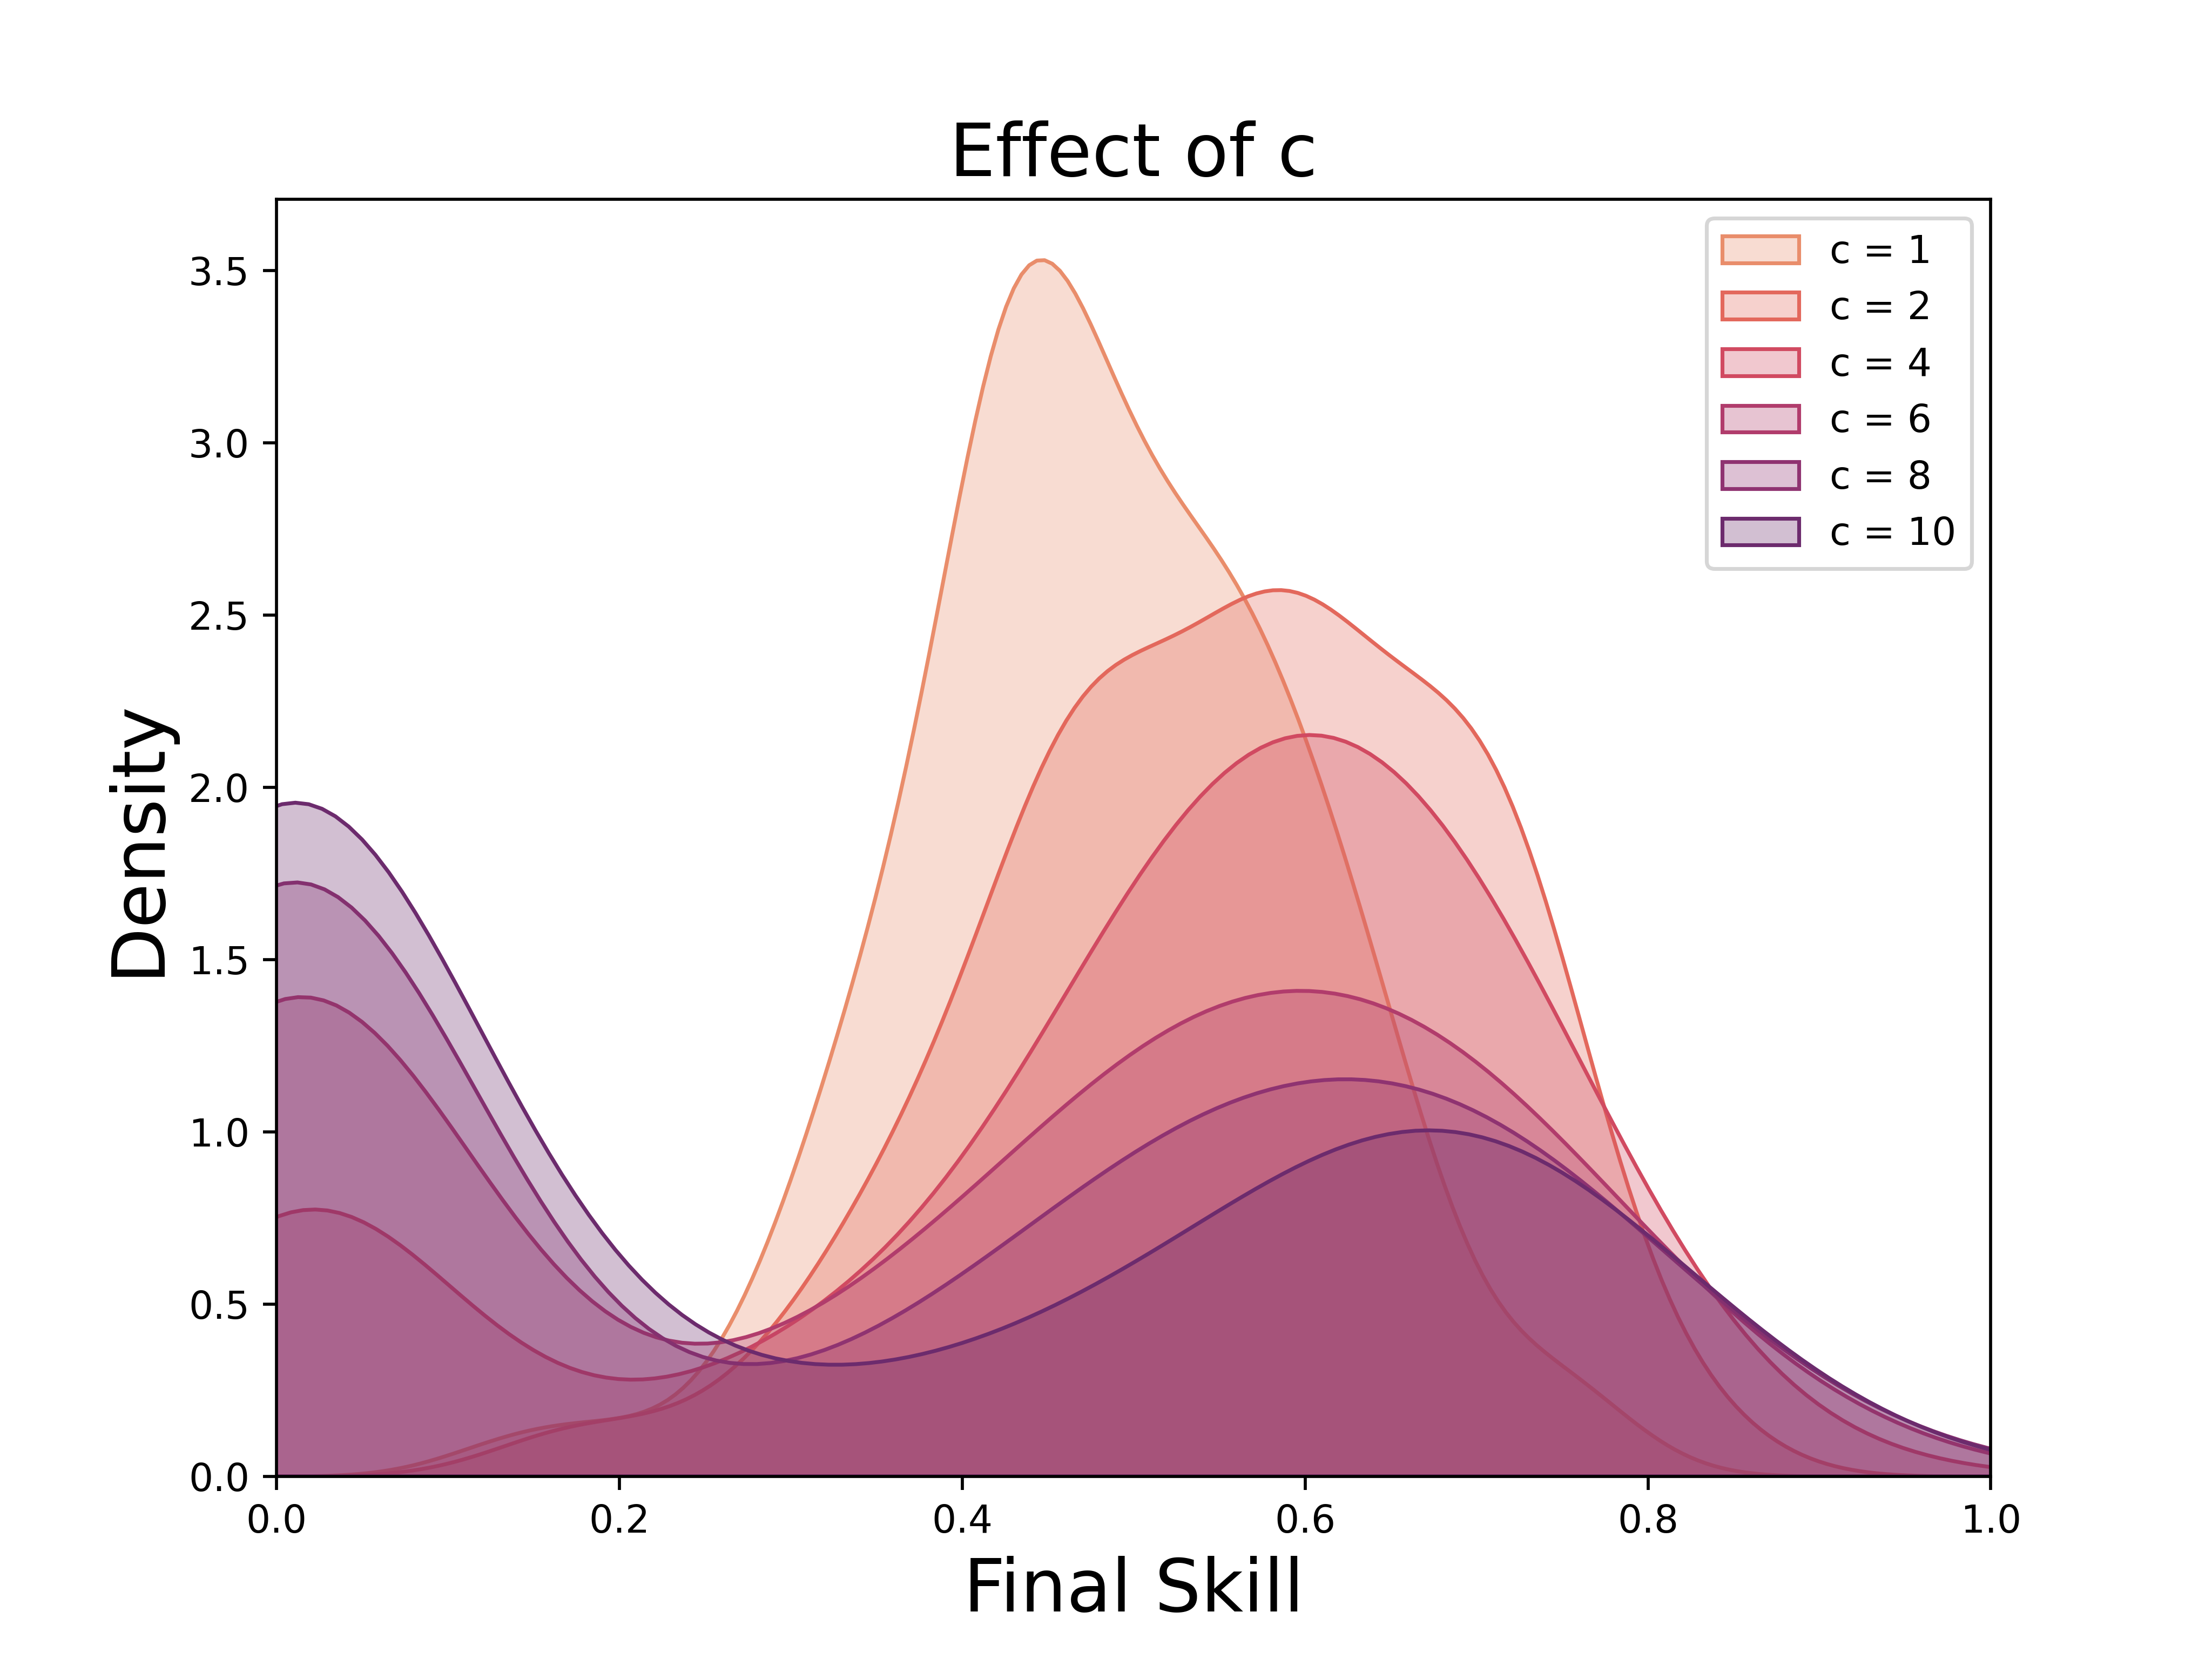 Effect of c
c = 1
c = 2
c = 4
c = 6
c = 8
c = 10
Density
3.5
3.0
2.5
2.0
1.5
1.0
0.5
0.0
0.0 0.2 0.4 0.6 0.8 1.0
Final Skill